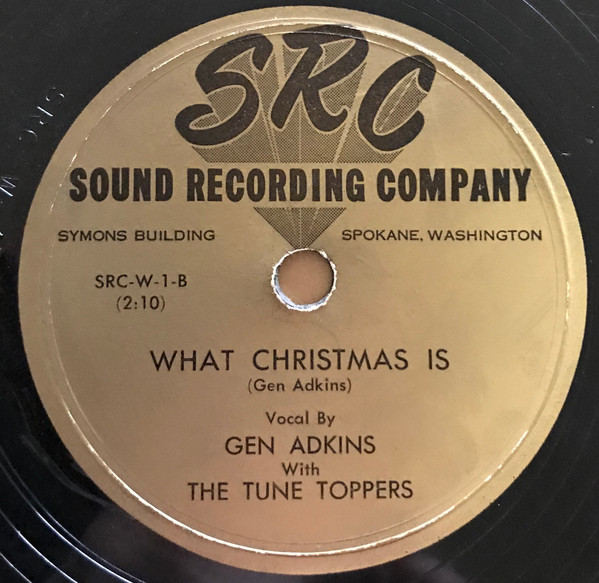 SRC
SOUND RECORDING COMPANY
SYMONS BUILDING SPOKANE, WASHINGTON
SRC-W-1-B
(2:10)
WHAT CHRISTMAS IS
(Gen Adkins)
Vocal By
GEN ADKINS
With
THE TUNE TOPPERS
SRC W